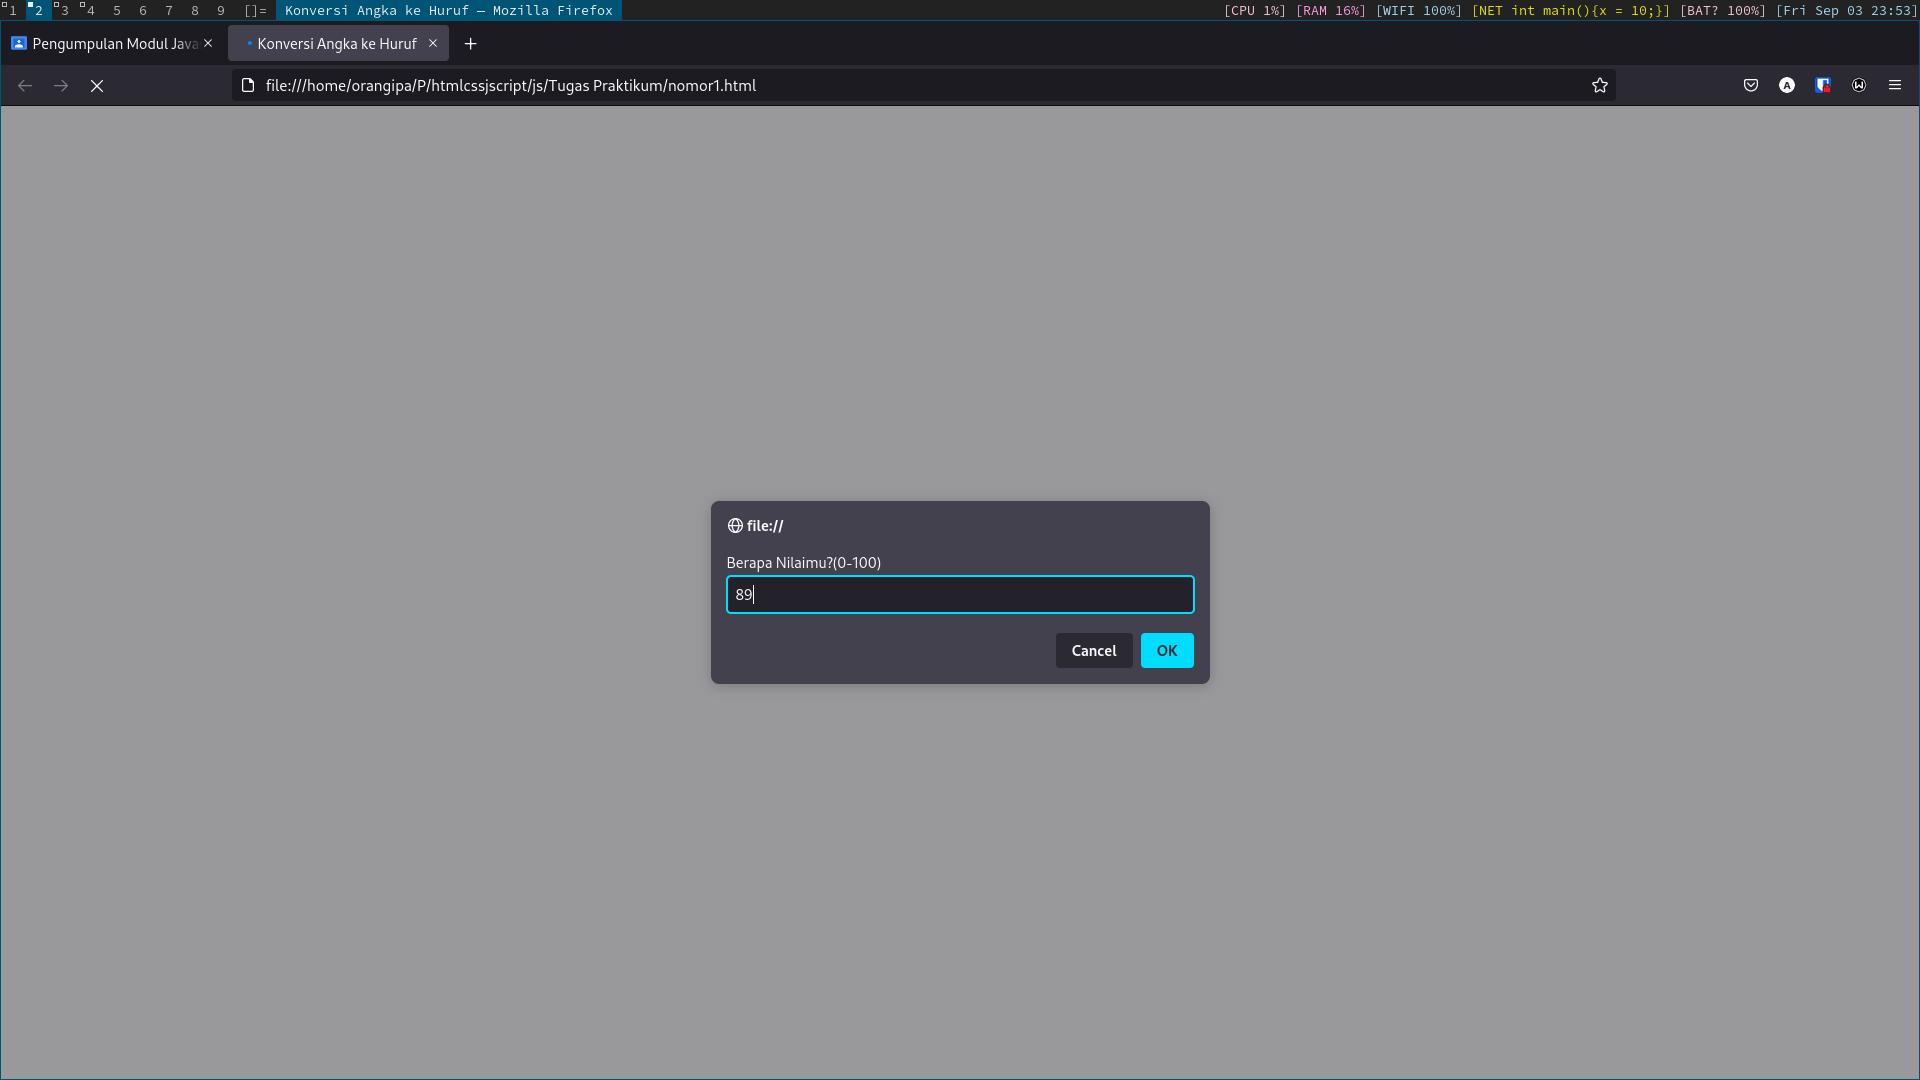 1 2 3 4 5 6 7 8 9 []= Konversi Angka ke Huruf — Mozilla Firefox [CPU 1%] [RAM 16%] [WIFI 100%] [NET int main(){x = 10;}] [BAT? 100%] [Fri Sep 03 23:53]
Pengumpulan Modul Java Konversi Angka ke Huruf
file:///home/orangipa/P/htmlcssjscript/js/Tugas Praktikum/nomor1.html
file://
Berapa Nilaimu?(0-100)
89
Cancel OK